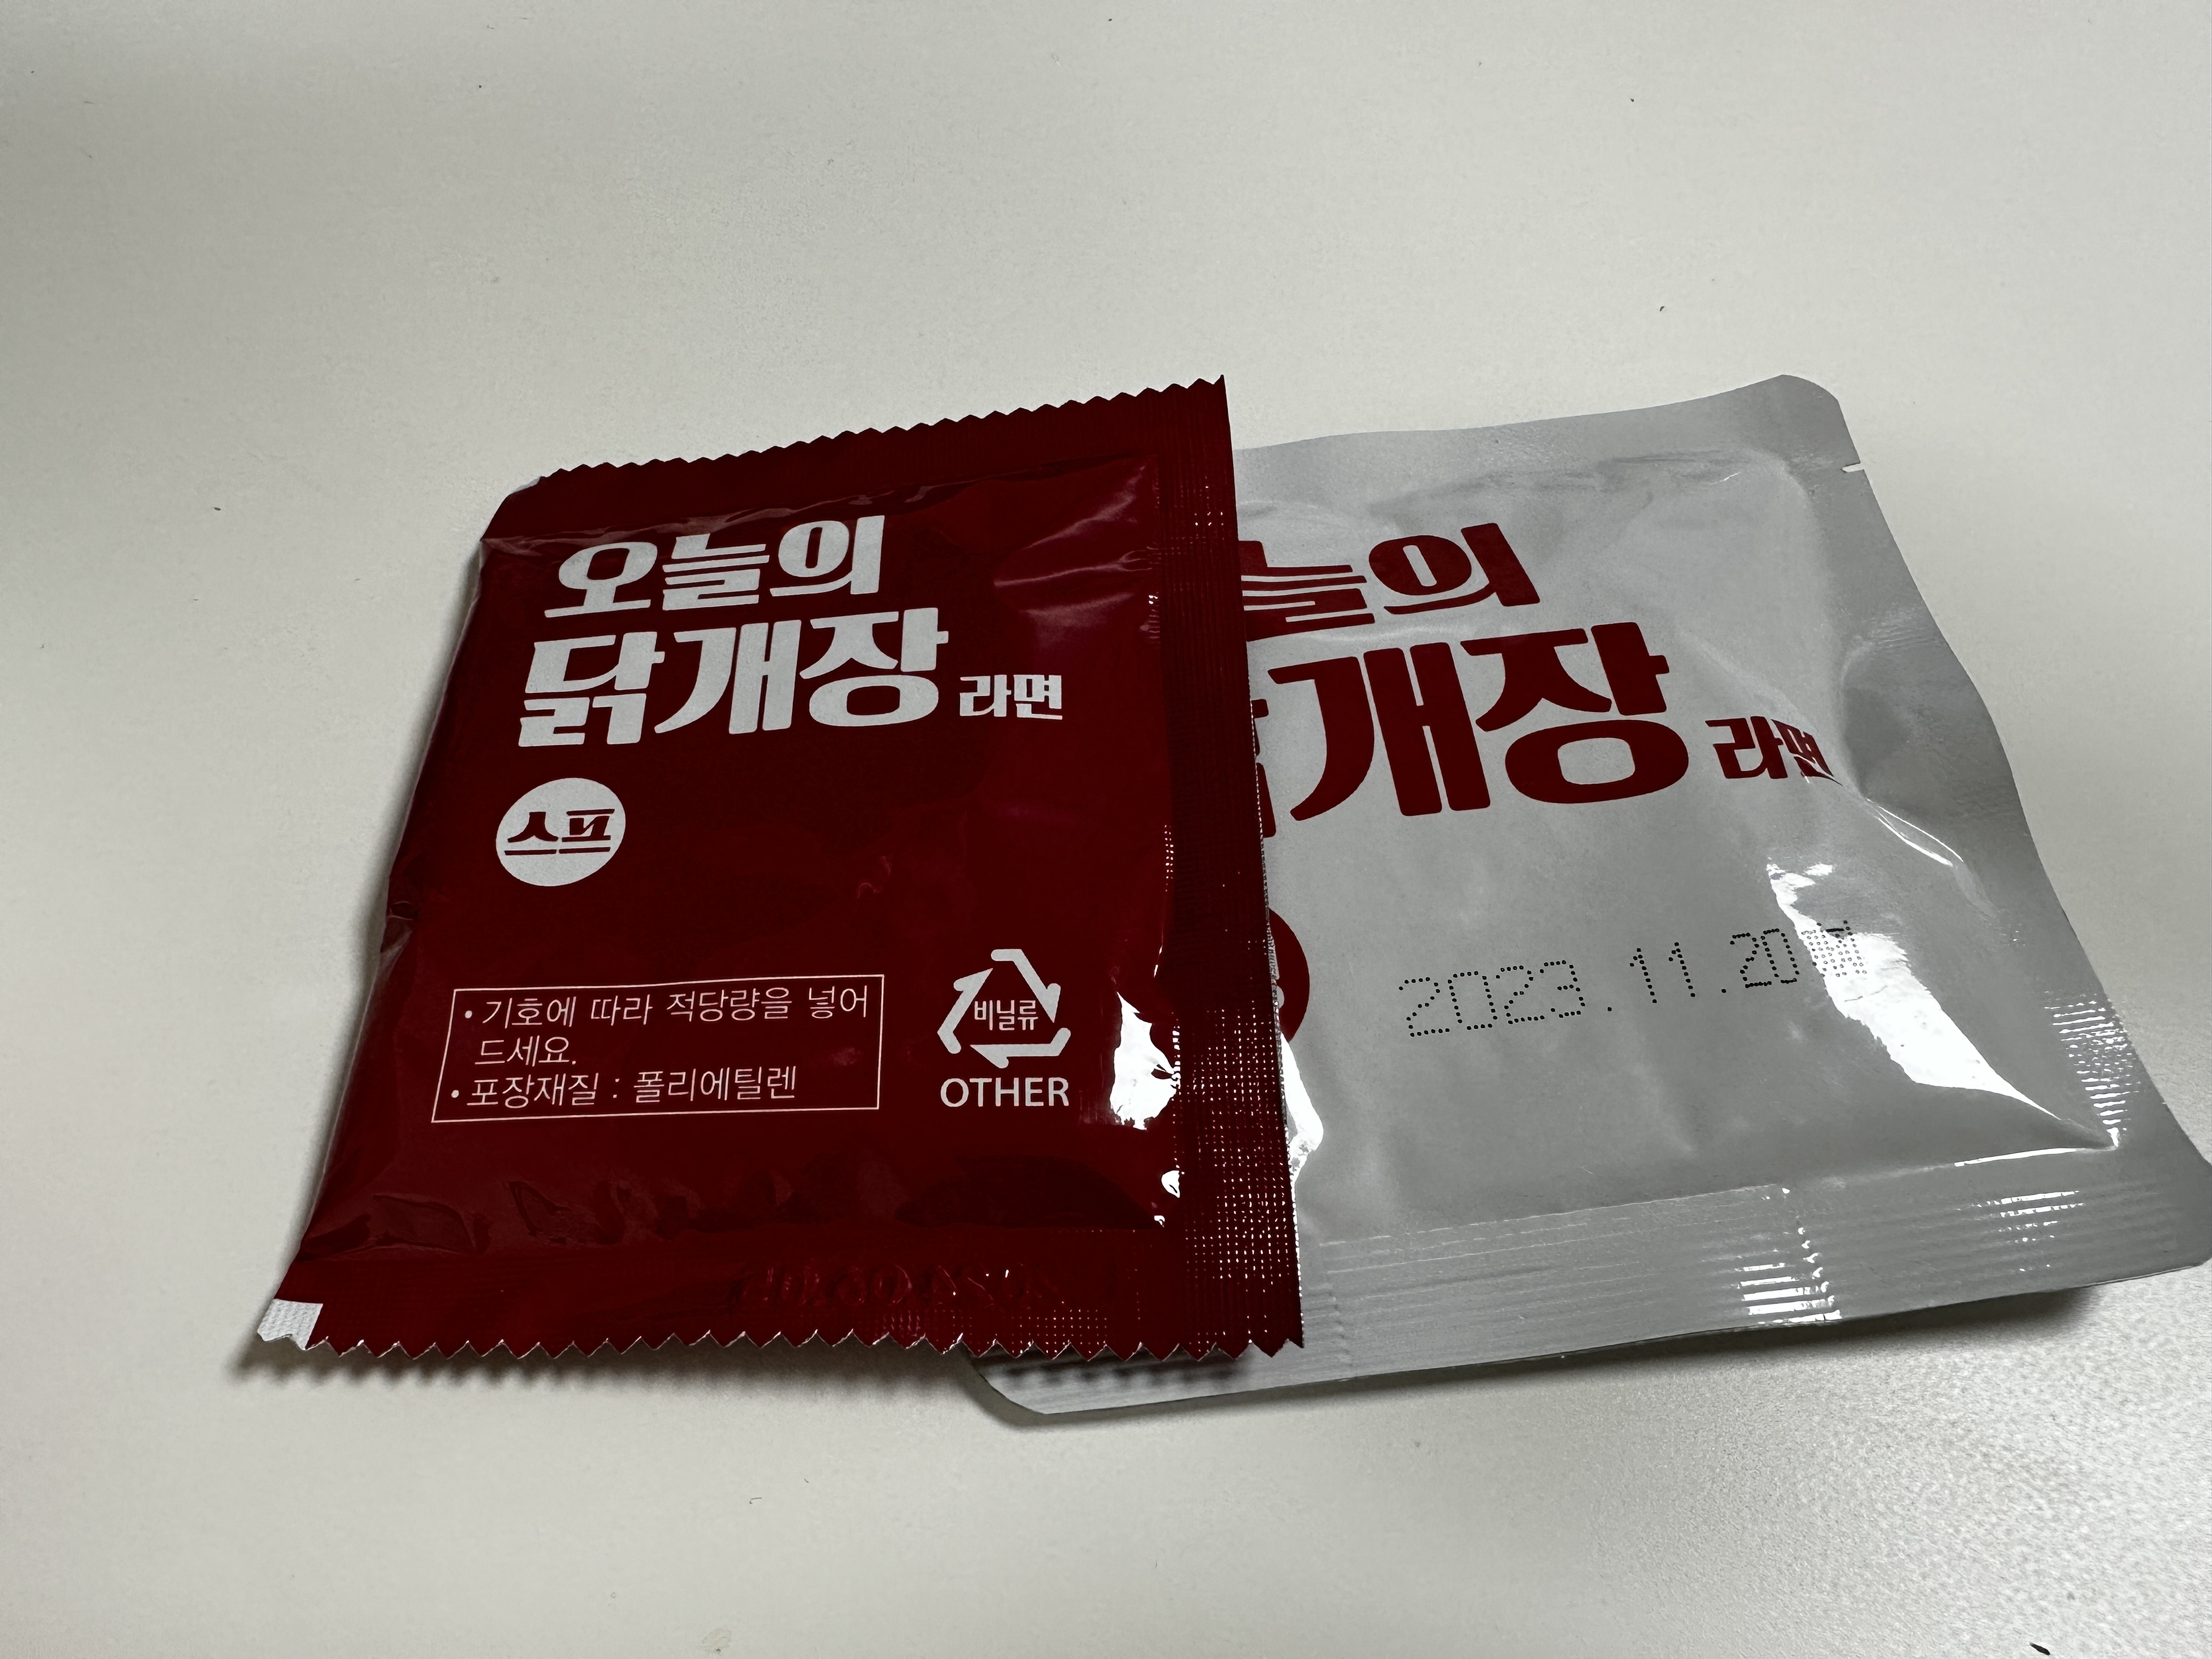 오늘의
닭개장 라면
스프
• 기호에 따라 적당량을 넣어
드세요.
• 포장재질 : 폴리에틸렌
비닐류
OTHER
늘의
개장 라면
2023.11.20